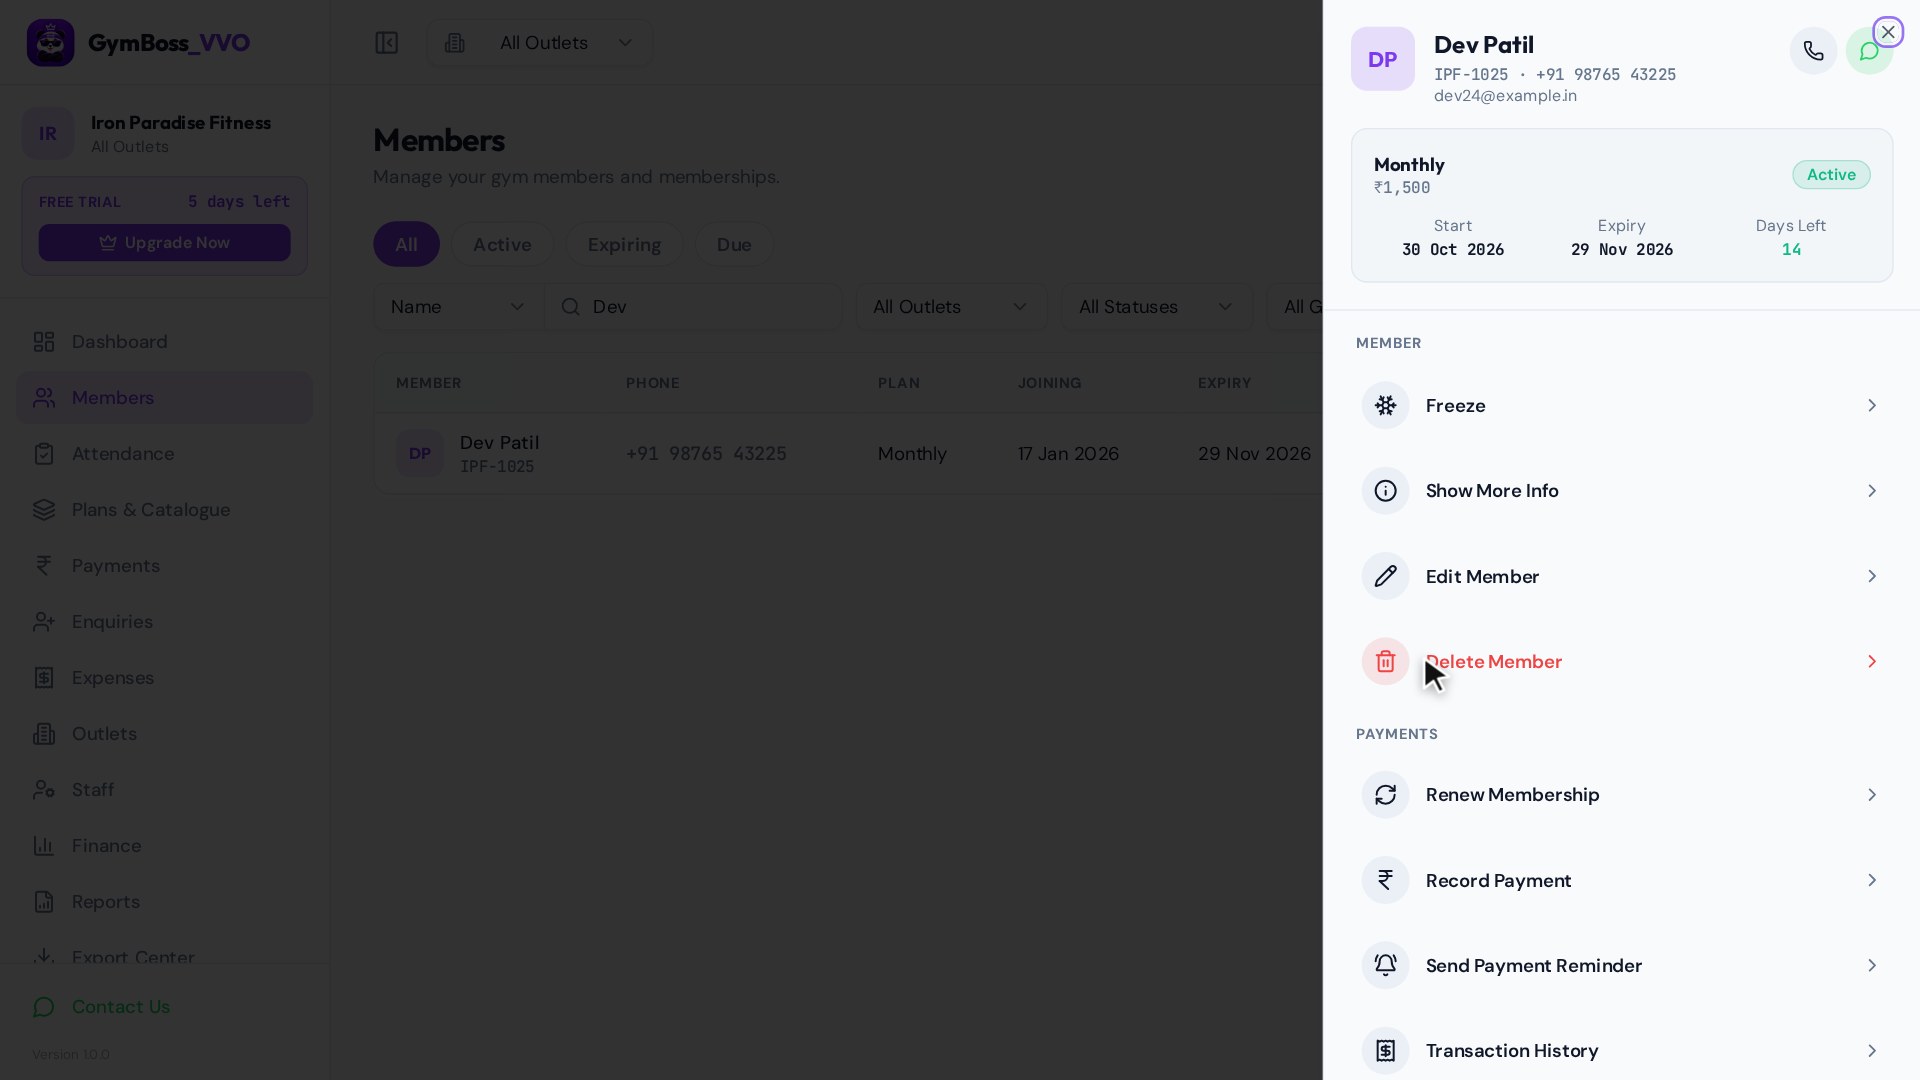 GymBoss_VVO
IR
Iron Paradise Fitness
All Outlets
FREE TRIAL
5 days left
Upgrade Now
Dashboard
Members
Attendance
Plans & Catalogue
Payments
Enquiries
Expenses
Outlets
Staff
Finance
Reports
Export Center
Contact Us
Version 1.0.0
All Outlets
Members
Manage your gym members and memberships.
All
Active
Expiring
Due
Name
Dev
All Outlets
All Statuses
All G
MEMBER
PHONE
PLAN
JOINING
EXPIRY
DP
Dev Patil
IPF-1025
+91 98765 43225
Monthly
17 Jan 2026
29 Nov 2026
DP
Dev Patil
IPF-1025 · +91 98765 43225
dev24@example.in
Monthly
₹1,500
Active
Start
30 Oct 2026
Expiry
29 Nov 2026
Days Left
14
MEMBER
Freeze
Show More Info
Edit Member
Delete Member
PAYMENTS
Renew Membership
Record Payment
Send Payment Reminder
Transaction History